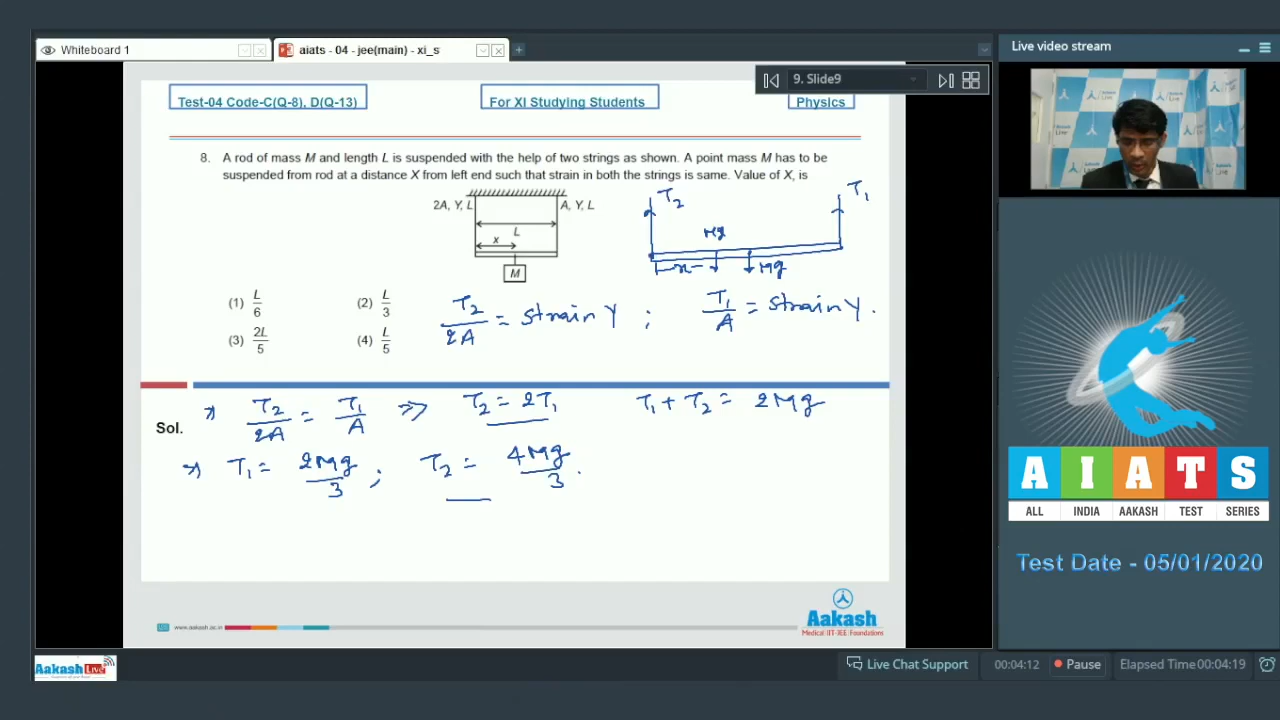 Whiteboard 1
aiats - 04 - jee(main) - xi_s
Live video stream
9. Slide9
Test-04 Code-C(Q-8), D(Q-13)
For XI Studying Students
Physics
8. A rod of mass M and length L is suspended with the help of two strings as shown. A point mass M has to be
suspended from rod at a distance X from left end such that strain in both the strings is same. Value of X, is
2A, Y, L
A, Y, L
L
x
M
T₂
T₁
Mg
x
Mg
(1) L/6
(2) L/3
(3) 2L/5
(4) L/5
T₂/2A = Strain Y ; T₁/A = Strain Y .
Sol.
⇒ T₂/2A = T₁/A ⇒ T₂ = 2T₁ T₁ + T₂ = 2Mg
⇒ T₁ = 2Mg/3 ; T₂ = 4Mg/3 .
A I A T S
ALL INDIA AAKASH TEST SERIES
Test Date - 05/01/2020
www.aakash.ac.in
Aakash
Medical | IIT-JEE | Foundations
Aakash Live
Live Chat Support
00:04:12
Pause
Elapsed Time 00:04:19